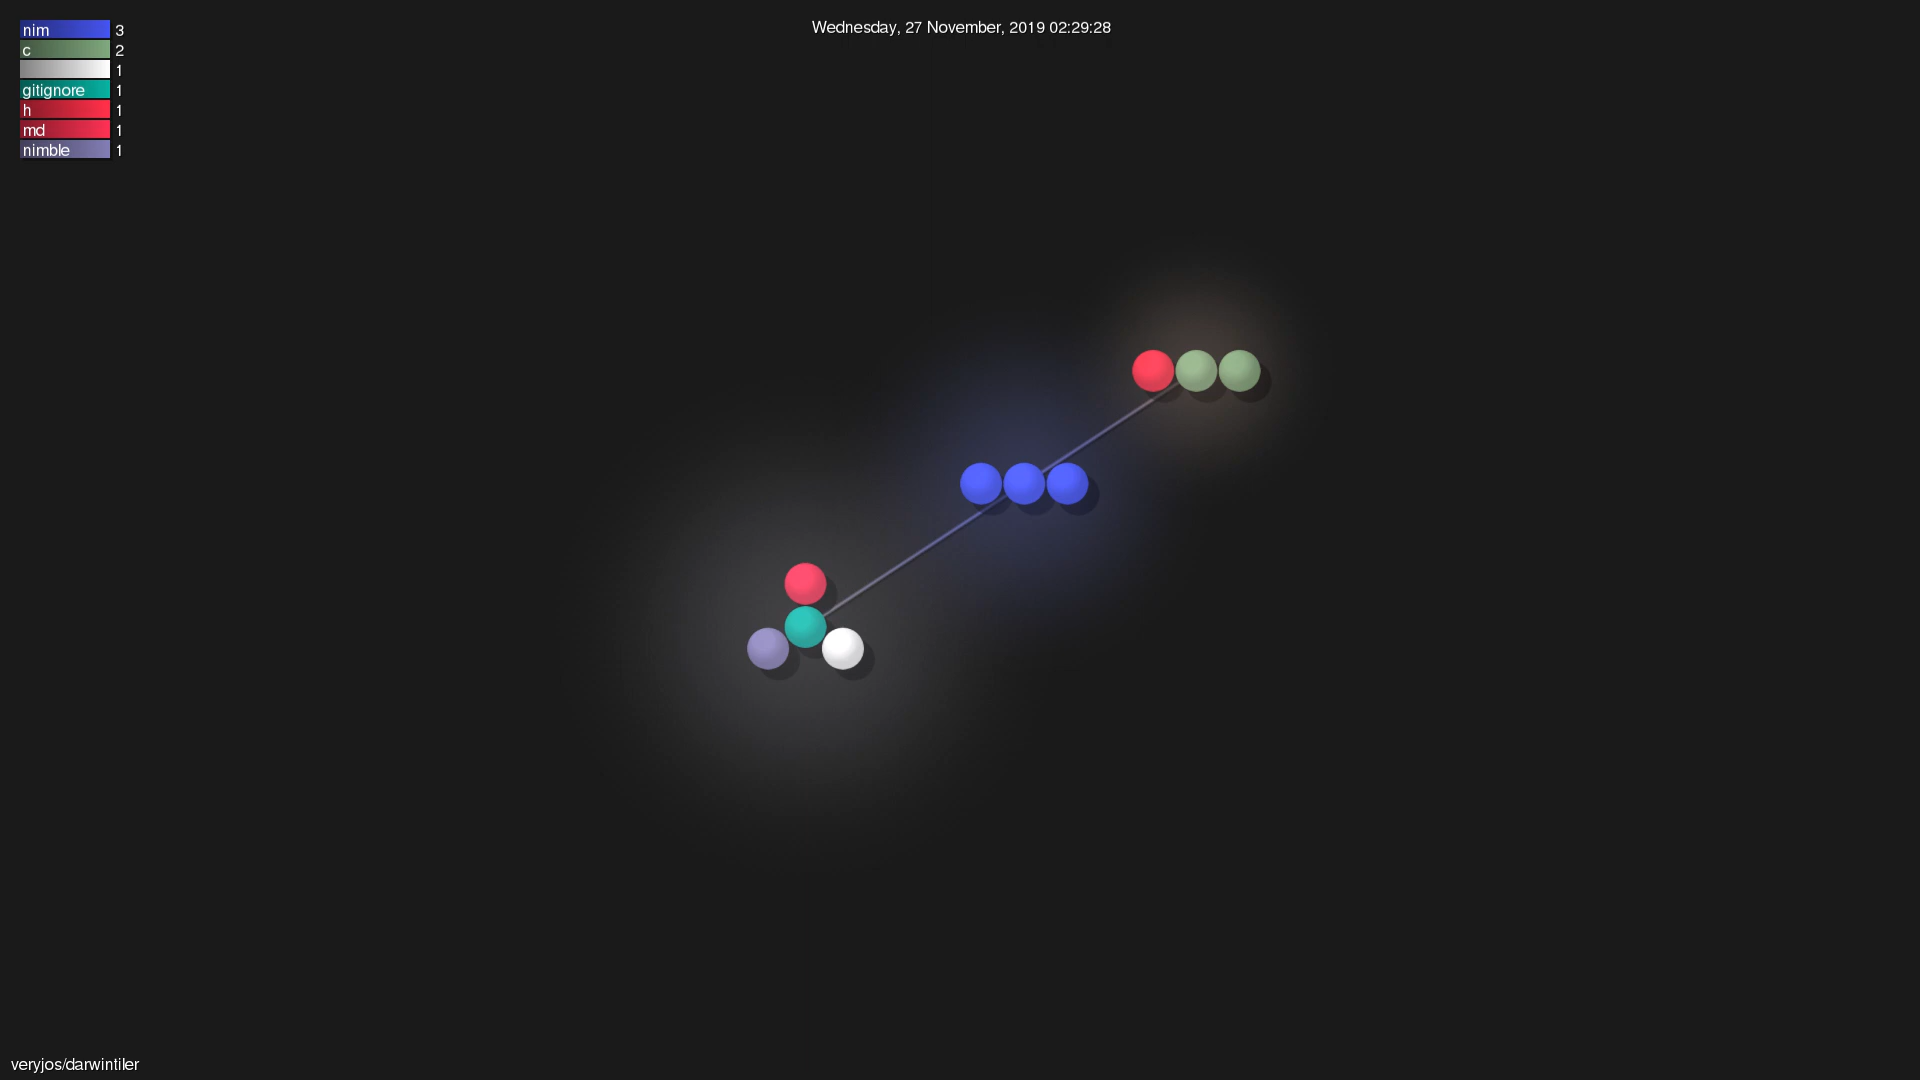 Wednesday, 27 November, 2019 02:29:28
nim 3
c 2
1
gitignore 1
h 1
md 1
nimble 1
veryjos/darwintiler